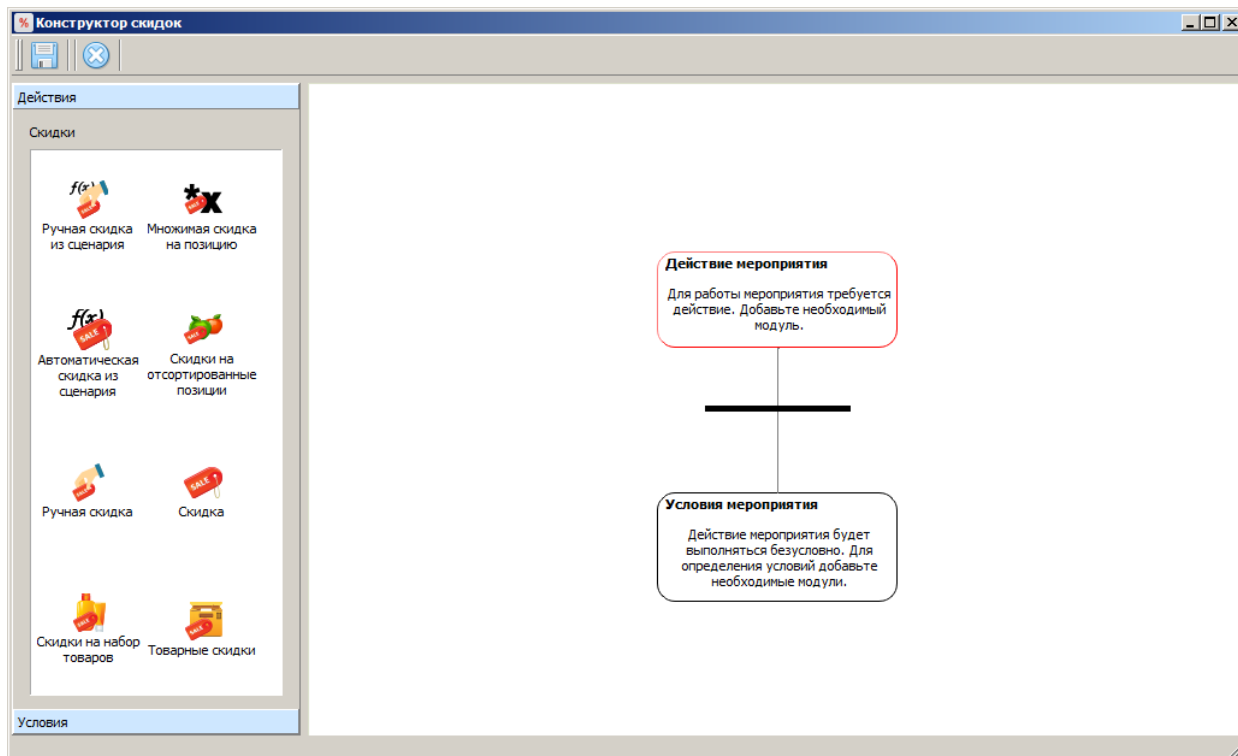 Конструктор скидок
Действия
Скидки
Ручная скидка
из сценария
Множимая скидка
на позицию
Автоматическая
скидка из
сценария
Скидки на
отсортированные
позиции
Ручная скидка
Скидка
Скидки на набор
товаров
Товарные скидки
Условия
Действие мероприятия
Для работы мероприятия требуется
действие. Добавьте необходимый
модуль.
Условия мероприятия
Действие мероприятия будет
выполняться безусловно. Для
определения условий добавьте
необходимые модули.